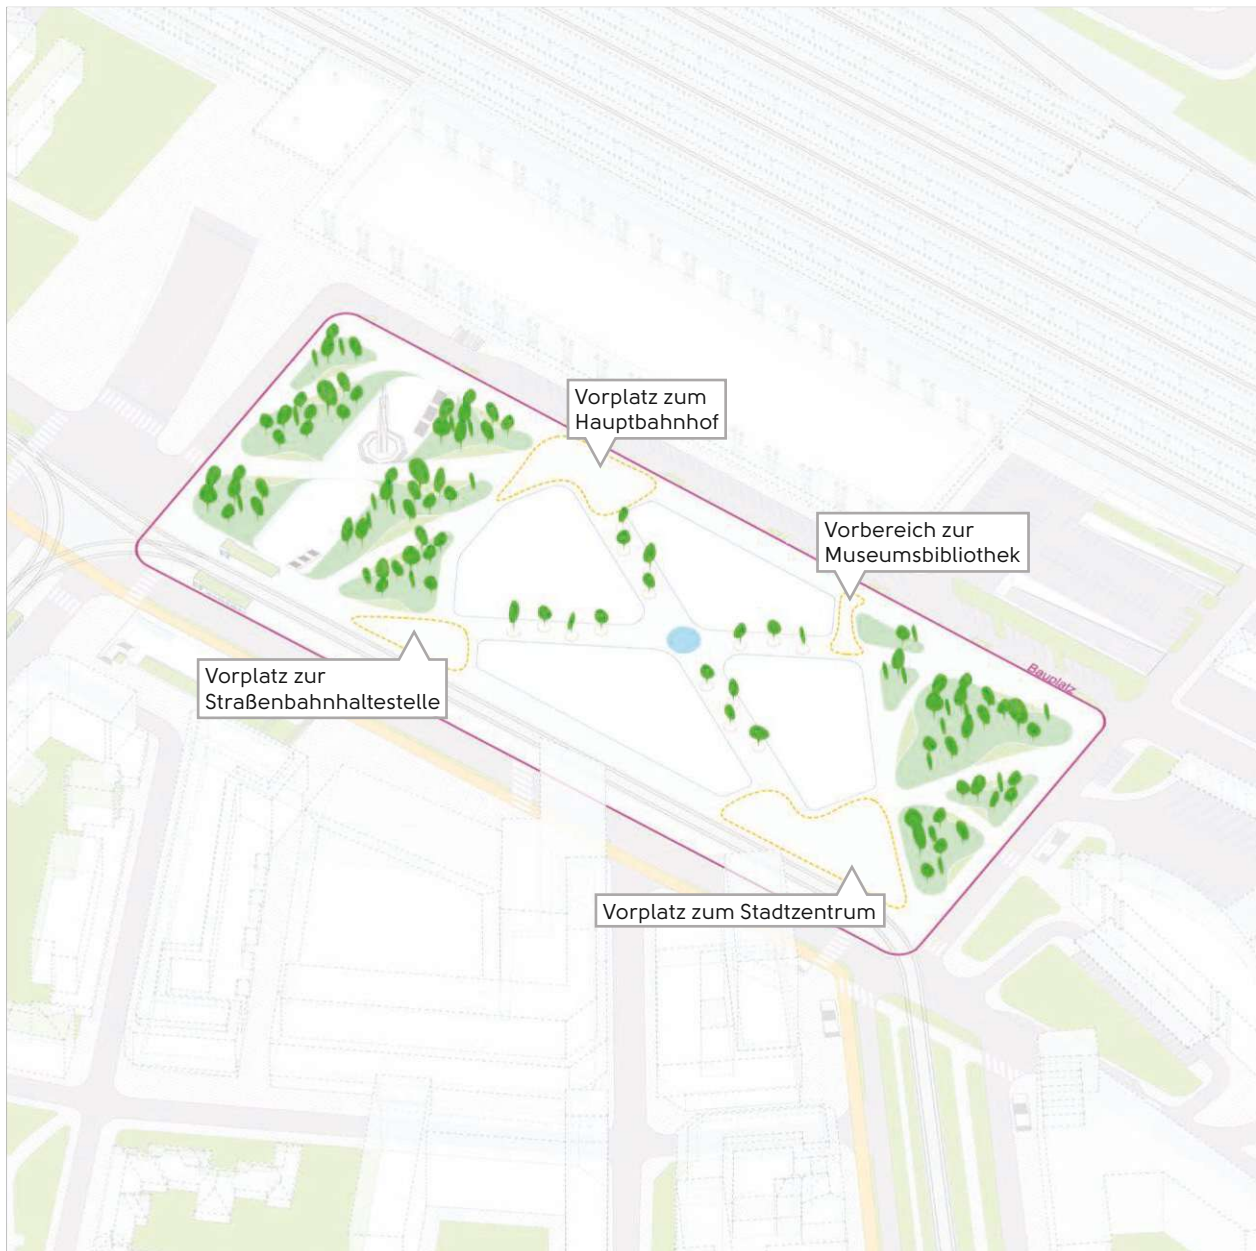 Vorplatz zum
Hauptbahnhof
Vorbereich zur
Museumsbibliothek
Bauplatz
Vorplatz zur
Straßenbahnhaltestelle
Vorplatz zum Stadtzentrum